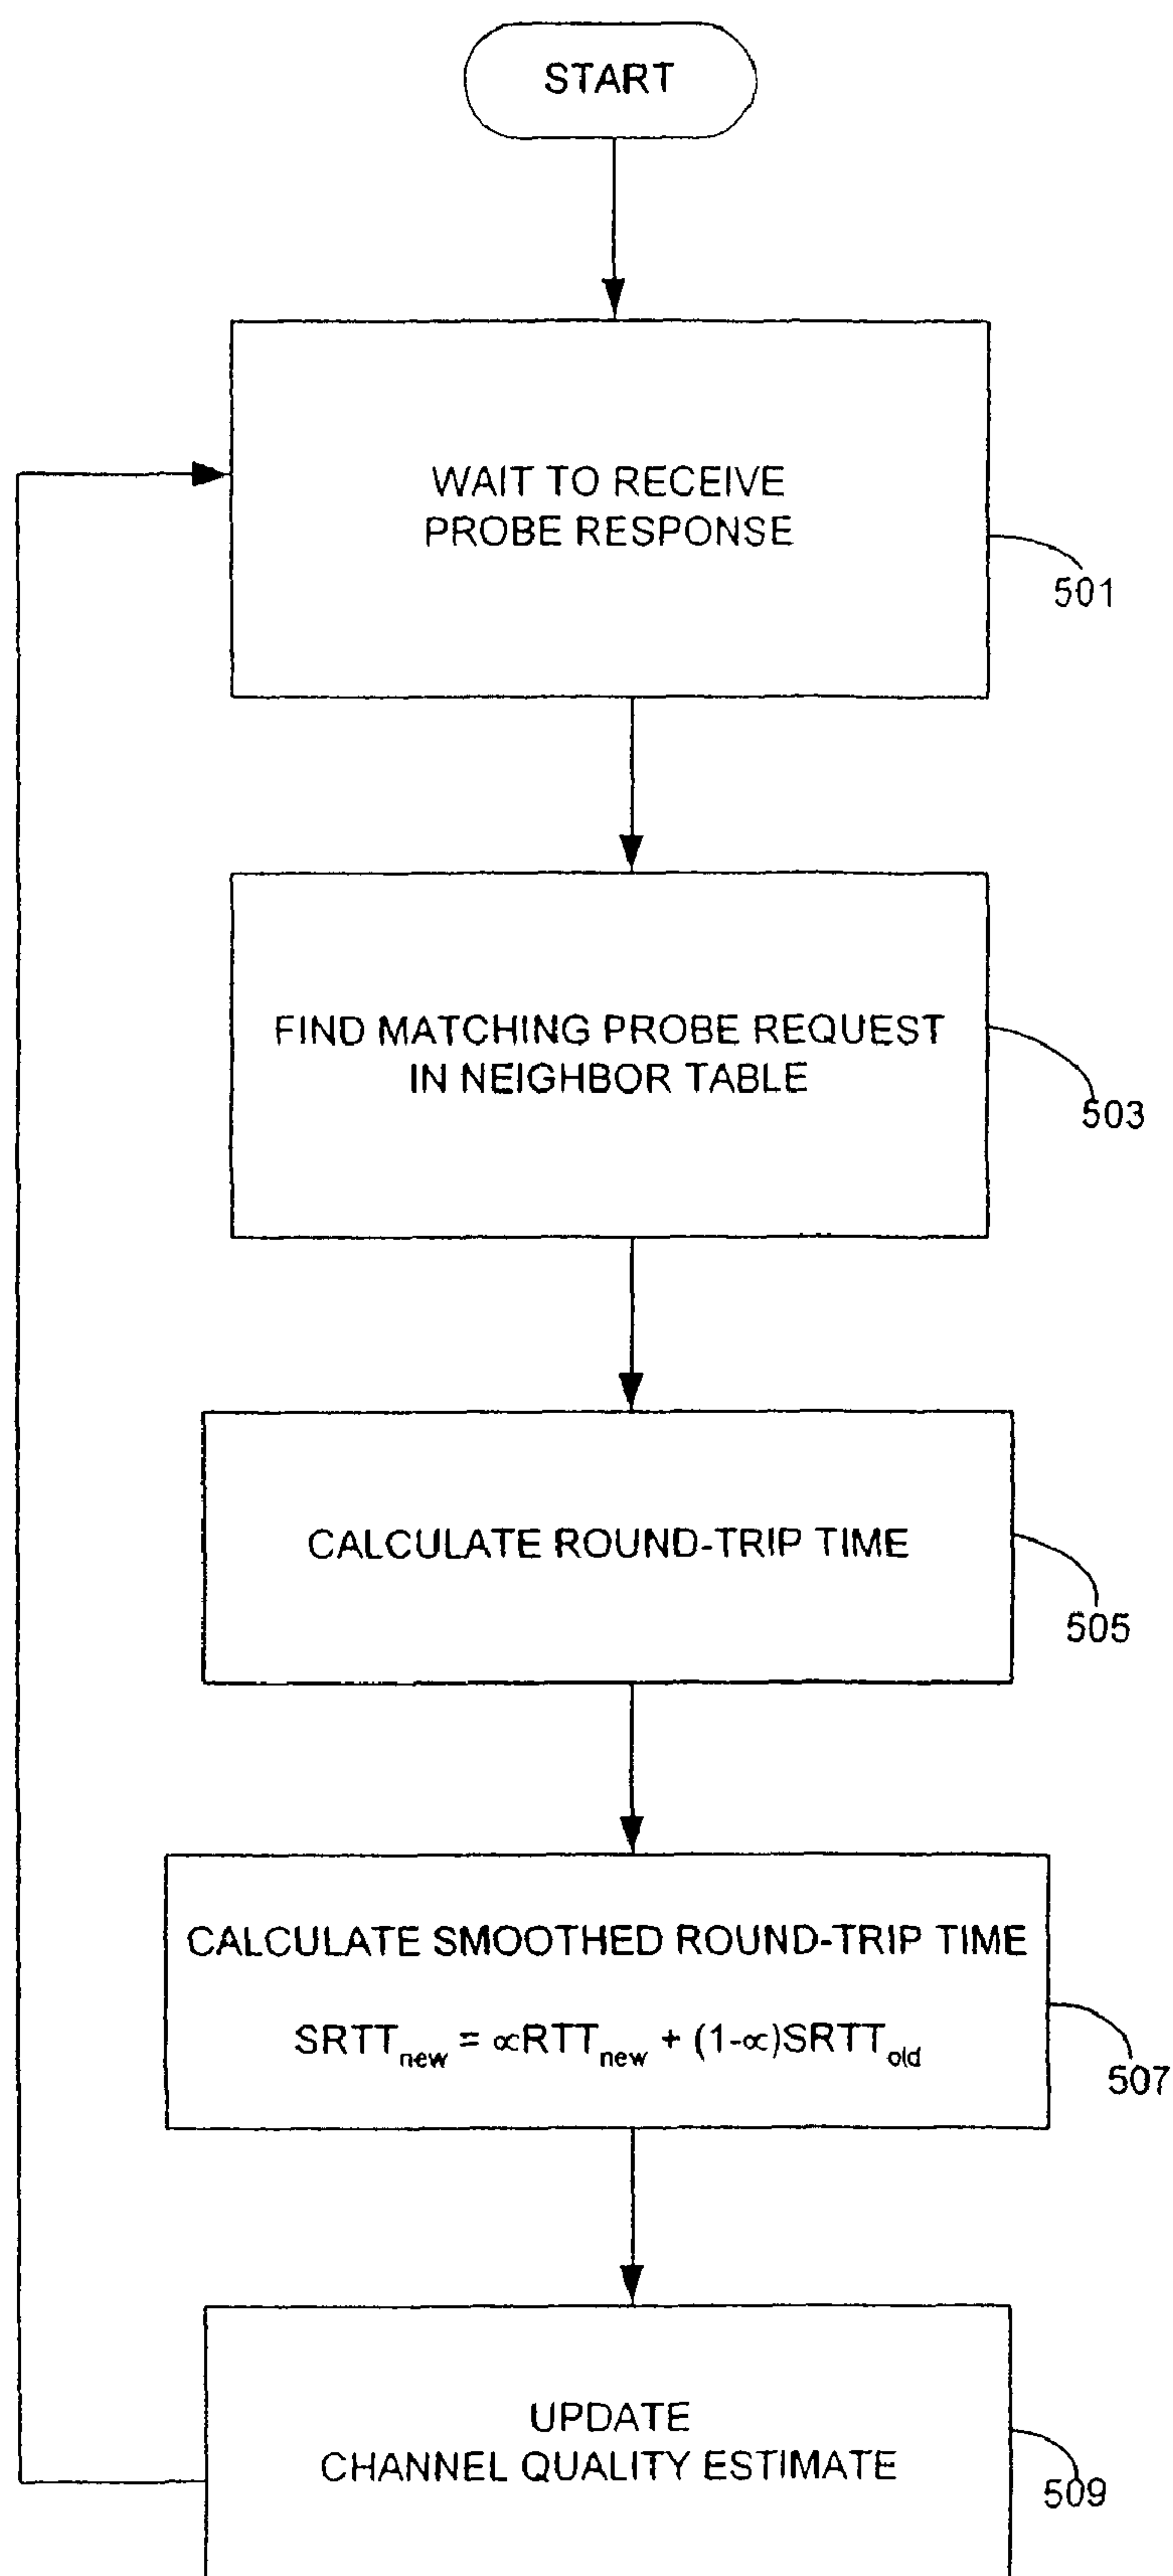 START
WAIT TO RECEIVE
PROBE RESPONSE
501
FIND MATCHING PROBE REQUEST
IN NEIGHBOR TABLE
503
CALCULATE ROUND-TRIP TIME
505
CALCULATE SMOOTHED ROUND-TRIP TIME
SRTTnew = ∝RTTnew + (1-∝)SRTTold
507
UPDATE
CHANNEL QUALITY ESTIMATE
509